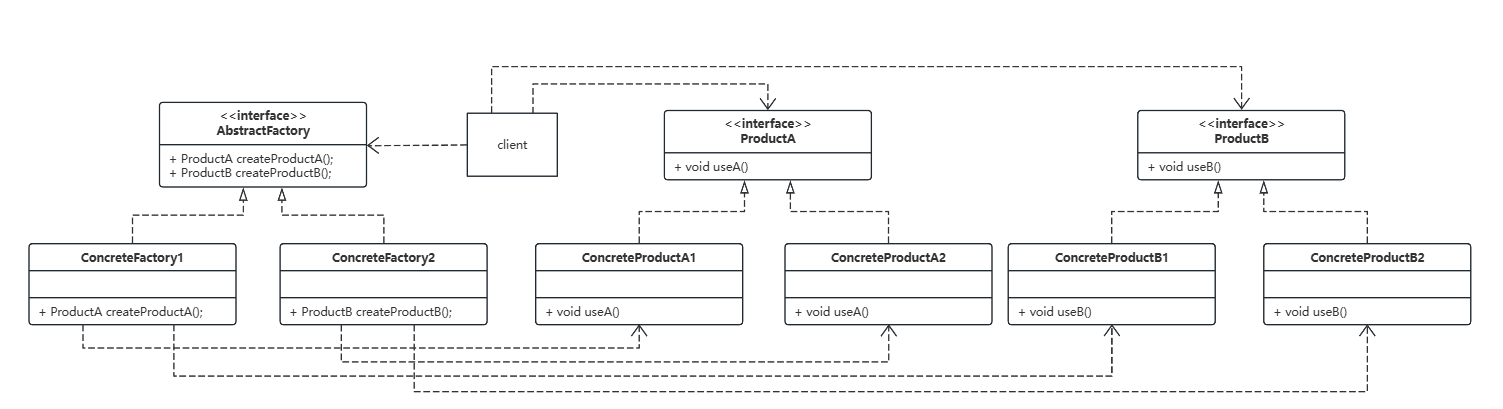 <<interface>>
AbstractFactory
+ ProductA createProductA();
+ ProductB createProductB();
client
<<interface>>
ProductA
+ void useA()
<<interface>>
ProductB
+ void useB()
ConcreteFactory1
+ ProductA createProductA();
ConcreteFactory2
+ ProductB createProductB();
ConcreteProductA1
+ void useA()
ConcreteProductA2
+ void useA()
ConcreteProductB1
+ void useB()
ConcreteProductB2
+ void useB()